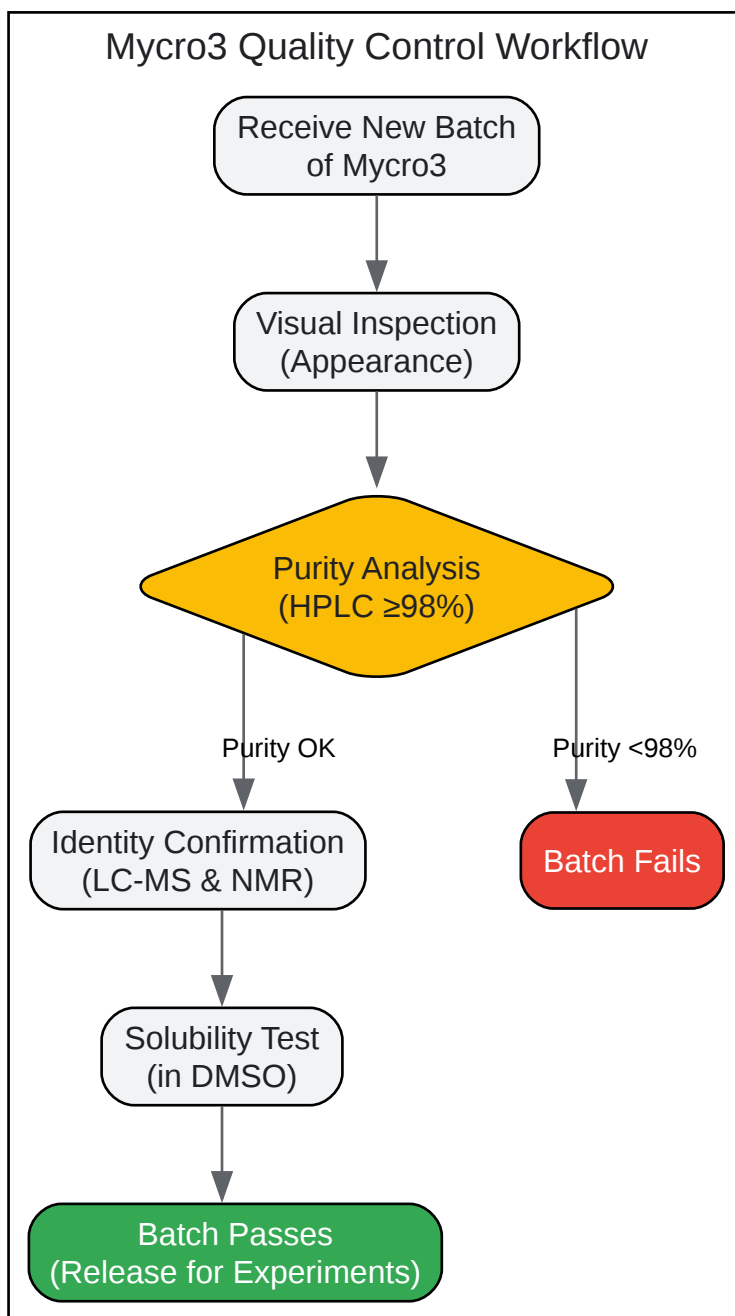 Mycro3 Quality Control Workflow
Receive New Batch
of Mycro3
Visual Inspection
(Appearance)
Purity Analysis
(HPLC ≥98%)
Purity OK
Purity <98%
Identity Confirmation
(LC-MS & NMR)
Batch Fails
Solubility Test
(in DMSO)
Batch Passes
(Release for Experiments)